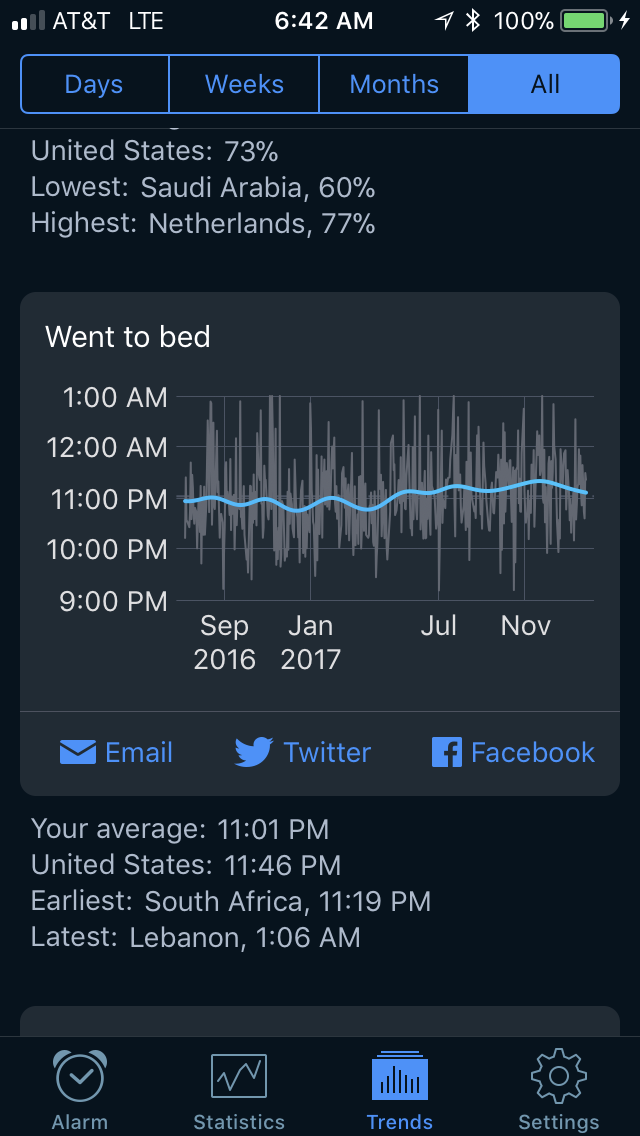 AT&T LTE 6:42 AM 100%
Days Weeks Months All
United States: 73%
Lowest: Saudi Arabia, 60%
Highest: Netherlands, 77%
Went to bed
1:00 AM
12:00 AM
11:00 PM
10:00 PM
9:00 PM
Sep Jan Jul Nov
2016 2017
Email Twitter Facebook
Your average: 11:01 PM
United States: 11:46 PM
Earliest: South Africa, 11:19 PM
Latest: Lebanon, 1:06 AM
Alarm Statistics Trends Settings